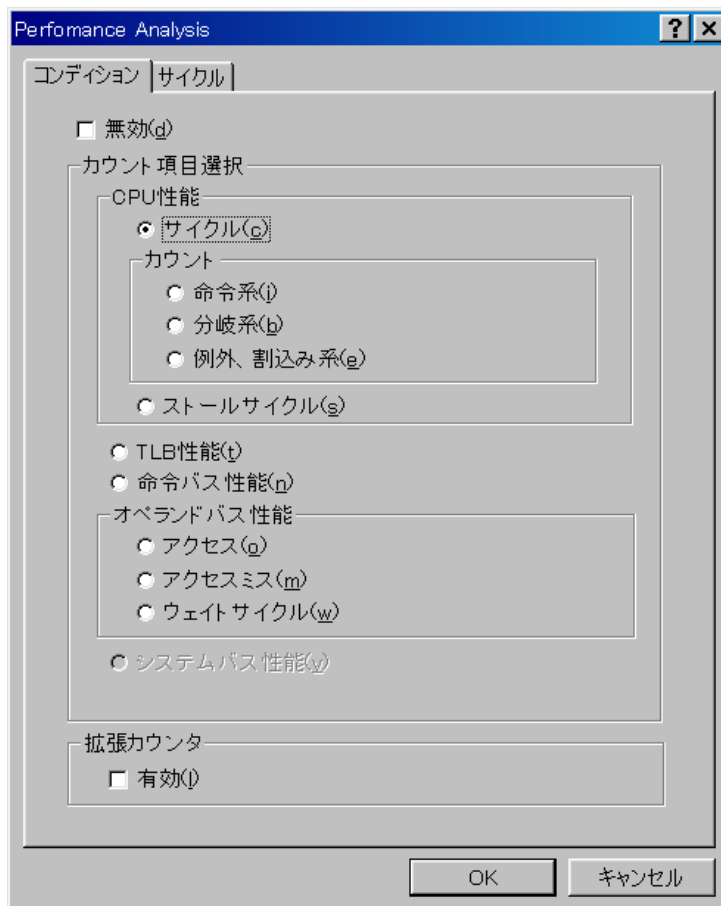 Perfomance Analysis
コンディション サイクル
無効(d)
カウント項目選択
CPU性能
サイクル(c)
カウント
命令系(i)
分岐系(b)
例外、割込み系(e)
ストールサイクル(s)
TLB性能(t)
命令バス性能(n)
オペランドバス性能
アクセス(o)
アクセスミス(m)
ウェイトサイクル(w)
システムバス性能(y)
拡張カウンタ
有効(l)
OK キャンセル